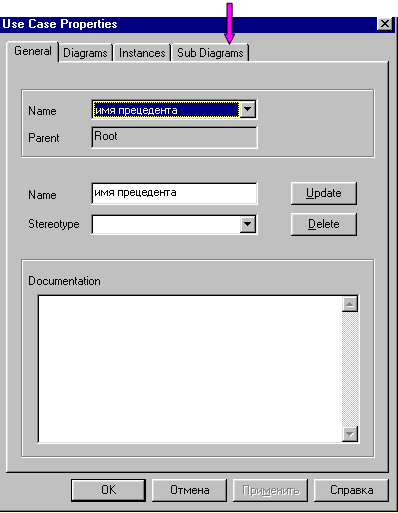 Use Case Properties
General Diagrams Instances Sub Diagrams
Name имя прецедента
Parent Root
Name имя прецедента Update
Stereotype Delete
Documentation
OK Отмена Применить Справка